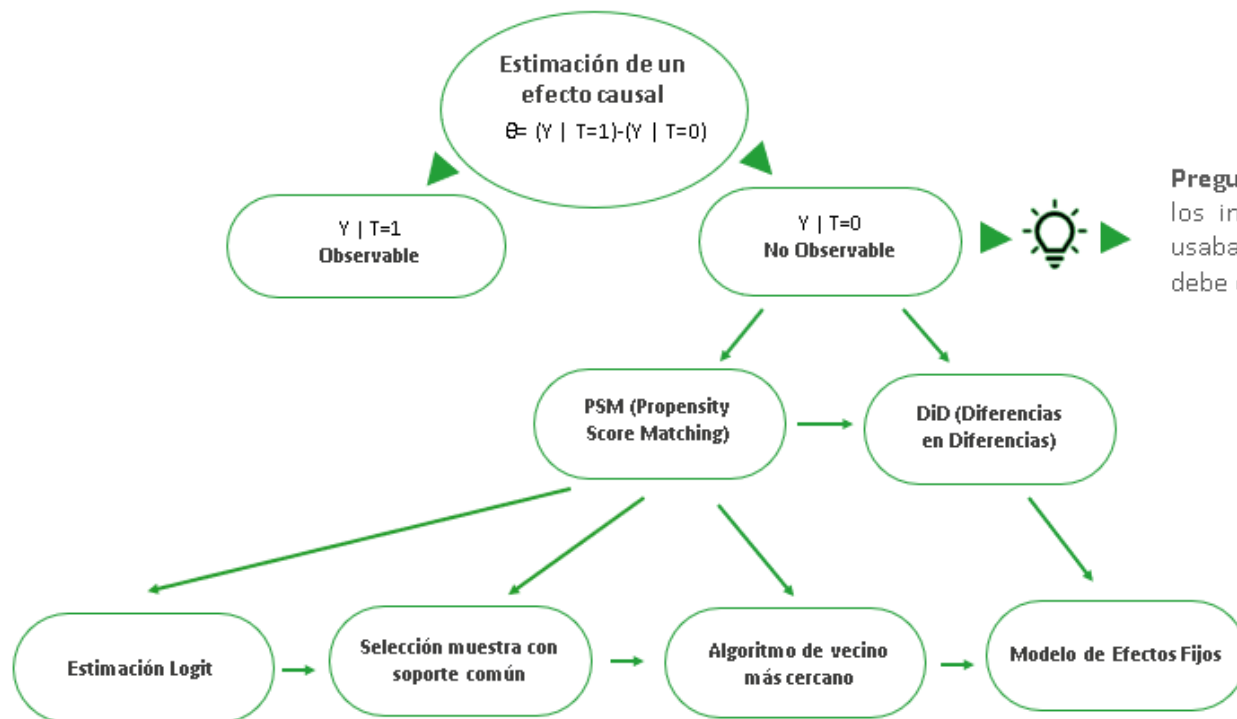 Estimación de un
efecto causal
θ= (Y | T=1)-(Y | T=0)
Y | T=1
Observable
Y | T=0
No Observable
Pregu
los in
usaba
debe
PSM (Propensity
Score Matching)
DiD (Diferencias
en Diferencias)
Estimación Logit
Selección muestra con
soporte común
Algoritmo de vecino
más cercano
Modelo de Efectos Fijos